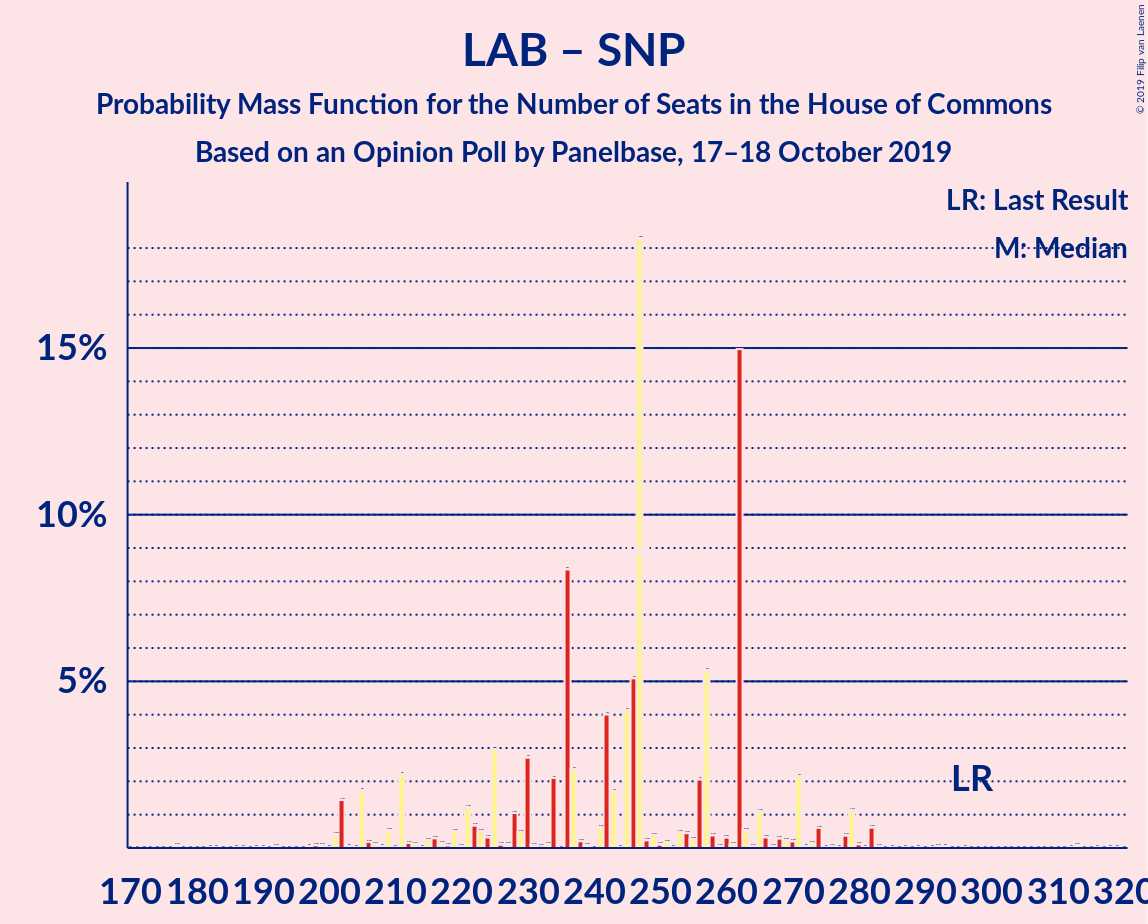 LAB – SNP
Probability Mass Function for the Number of Seats in the House of Commons
Based on an Opinion Poll by Panelbase, 17–18 October 2019
© 2019 Filip van Laenen
LR: Last Result
M: Median
15%
10%
5%
LR
170 180 190 200 210 220 230 240 250 260 270 280 290 300 310 320